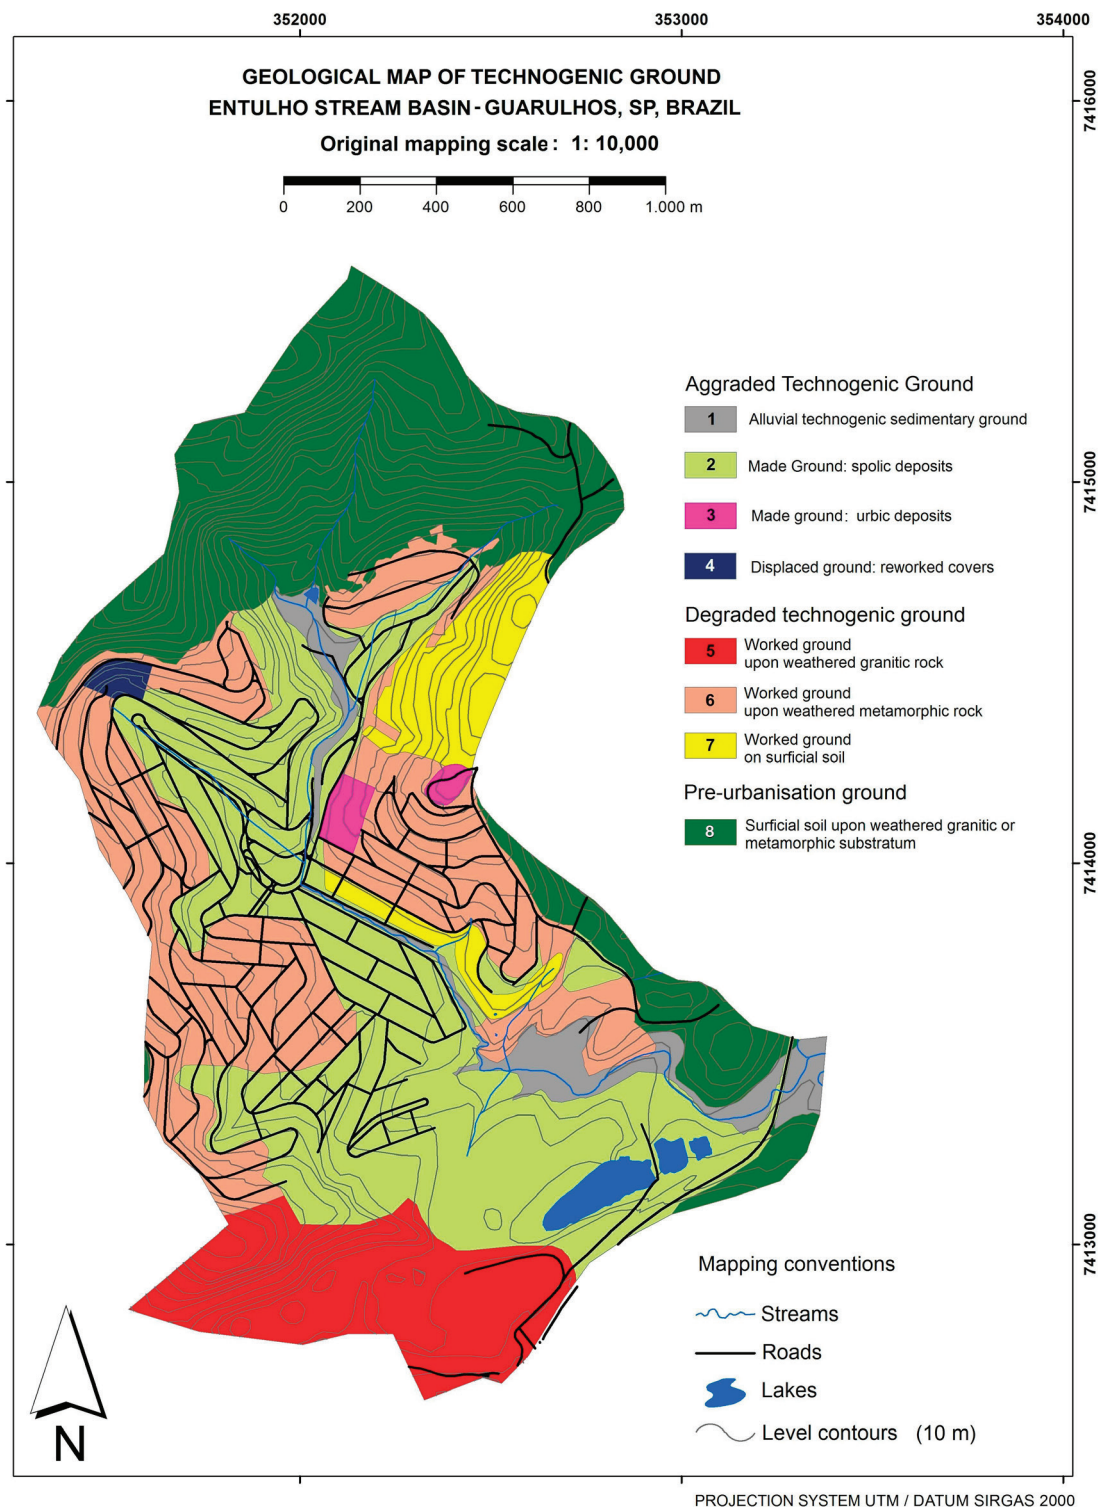 352000
353000
354000
GEOLOGICAL MAP OF TECHNOGENIC GROUND
ENTULHO STREAM BASIN - GUARULHOS, SP, BRAZIL
Original mapping scale: 1: 10,000
0 200 400 600 800 1.000 m
7416000
7415000
7414000
7413000
Aggraded Technogenic Ground
1 Alluvial technogenic sedimentary ground
2 Made Ground: spolic deposits
3 Made ground: urbic deposits
4 Displaced ground: reworked covers
Degraded technogenic ground
5 Worked ground
upon weathered granitic rock
6 Worked ground
upon weathered metamorphic rock
7 Worked ground
on surficial soil
Pre-urbanisation ground
8 Surficial soil upon weathered granitic or
metamorphic substratum
Mapping conventions
Streams
Roads
Lakes
Level contours (10 m)
N
PROJECTION SYSTEM UTM / DATUM SIRGAS 2000